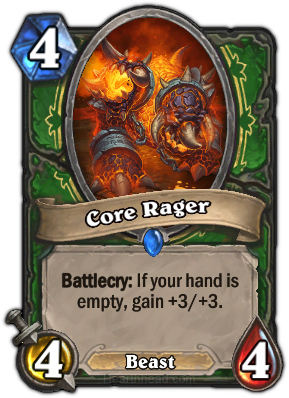 4
Core Rager
Battlecry: If your hand is
empty, gain +3/+3.
4
Beast
4